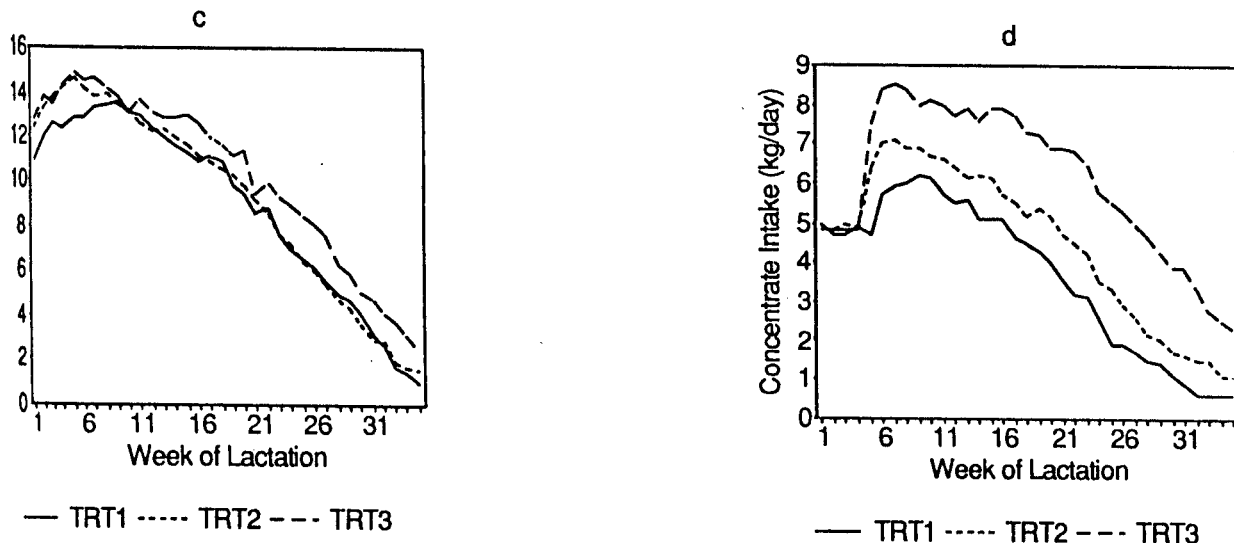 c
16
14
12
10
8
6
4
2
0
1 6 11 16 21 26 31
Week of Lactation
TRT1 TRT2 TRT3
d
Concentrate Intake (kg/day)
9
8
7
6
5
4
3
2
1
0
1 6 11 16 21 26 31
Week of Lactation
TRT1 TRT2 TRT3